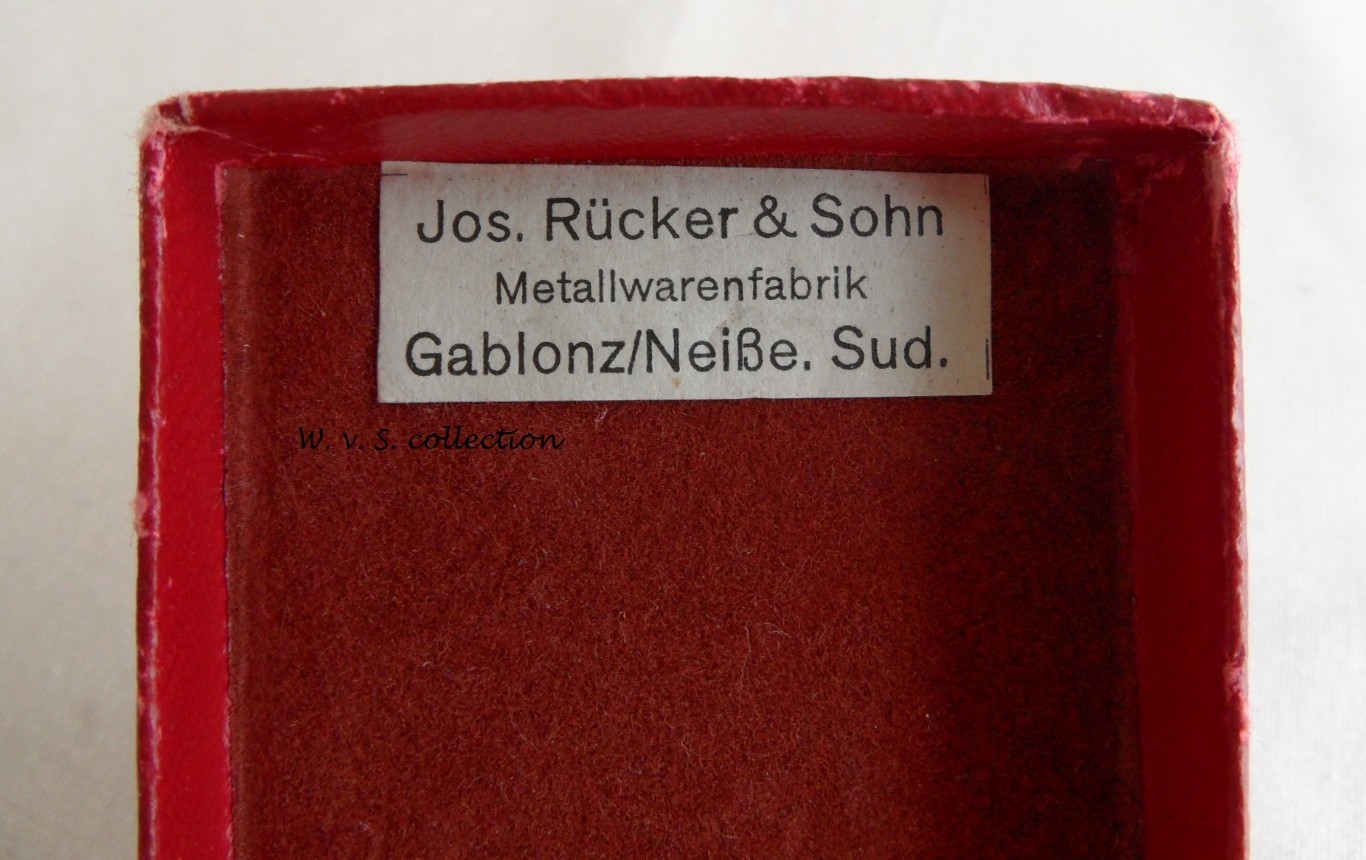 Jos. Rücker & Sohn
Metallwarenfabrik
Gablonz/Neiße. Sud.
W. v. S. collection